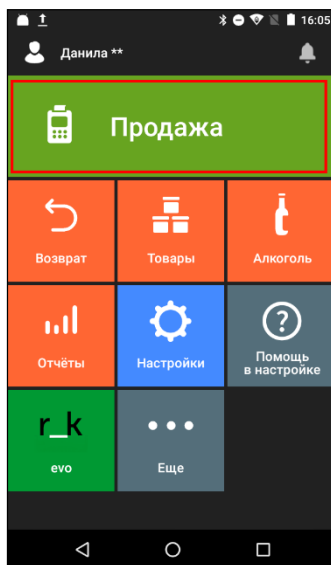 16:05
Данила **
Продажа
Возврат
Товары
Алкоголь
Отчёты
Настройки
?
Помощь
в настройке
r_k
evo
Еще